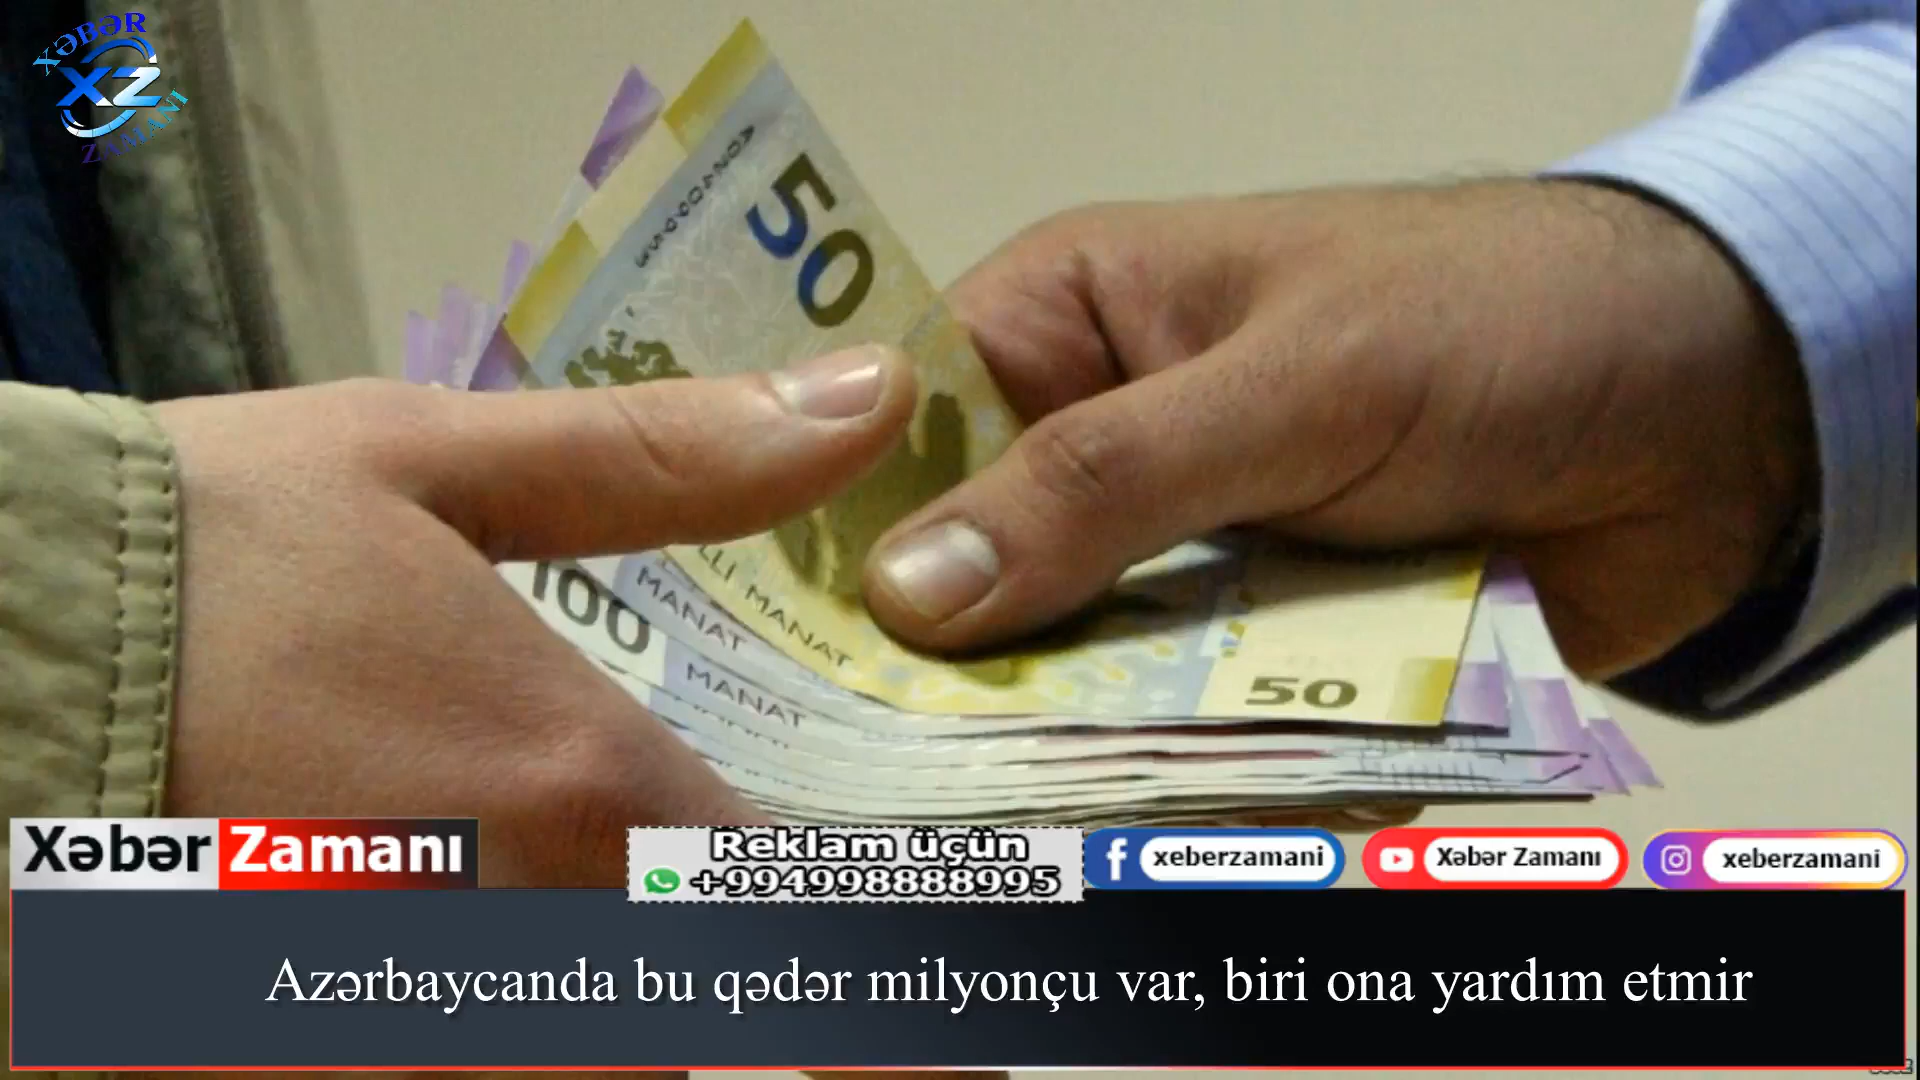 XƏBƏR
XZ
ZAMANI
50
ƏLLİ MANAT
100
MANAT
MANAT
50
Xəbər Zamanı
Reklam üçün
+994998888995
xeberzamani
Xəbər Zamanı
xeberzamani
Azərbaycanda bu qədər milyonçu var, biri ona yardım etmir